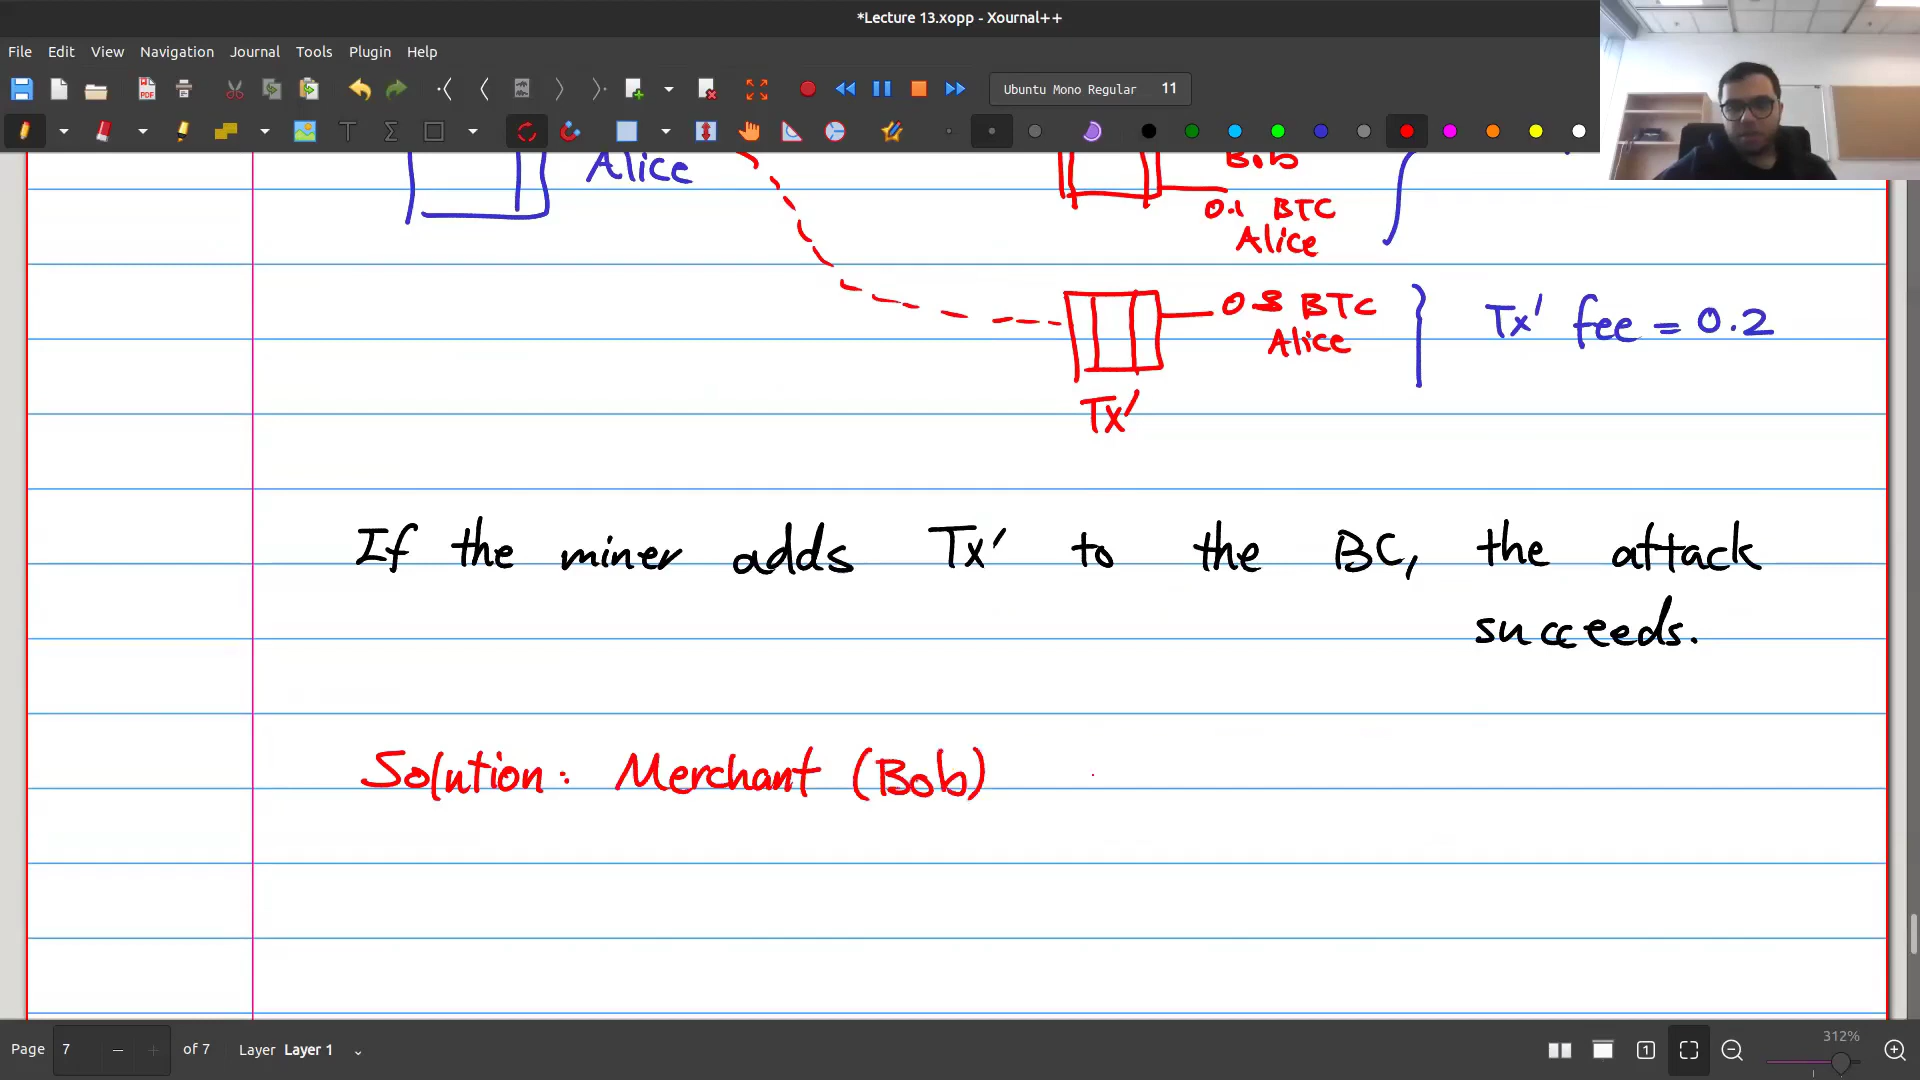 *Lecture 13.xopp - Xournal++
File Edit View Navigation Journal Tools Plugin Help
Ubuntu Mono Regular 11
Alice
Bob
0.1 BTC
Alice
0.8 BTC
Alice
Tx' fee = 0.2
Tx'
If the miner adds Tx' to the BC, the attack
succeeds.
Solution: Merchant (Bob)
Page 7 of 7 Layer Layer 1
312%